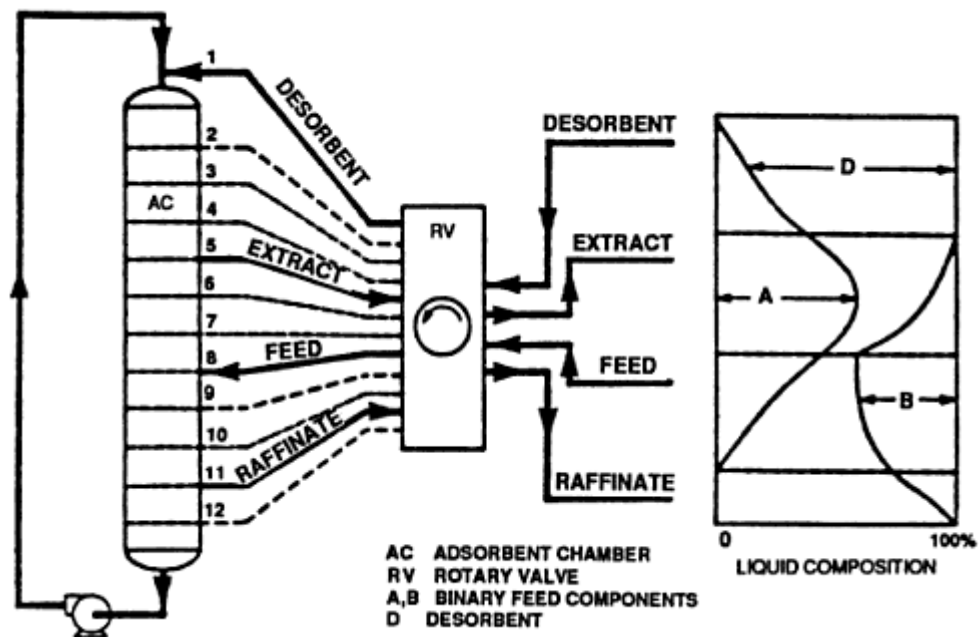 1
DESORBENT
2
3
AC
4
5
EXTRACT
6
7
8
FEED
9
10
RAFFINATE
11
12
RV
DESORBENT
EXTRACT
FEED
RAFFINATE
D
A
B
0
100%
LIQUID COMPOSITION
AC ADSORBENT CHAMBER
RV ROTARY VALVE
A,B BINARY FEED COMPONENTS
D DESORBENT